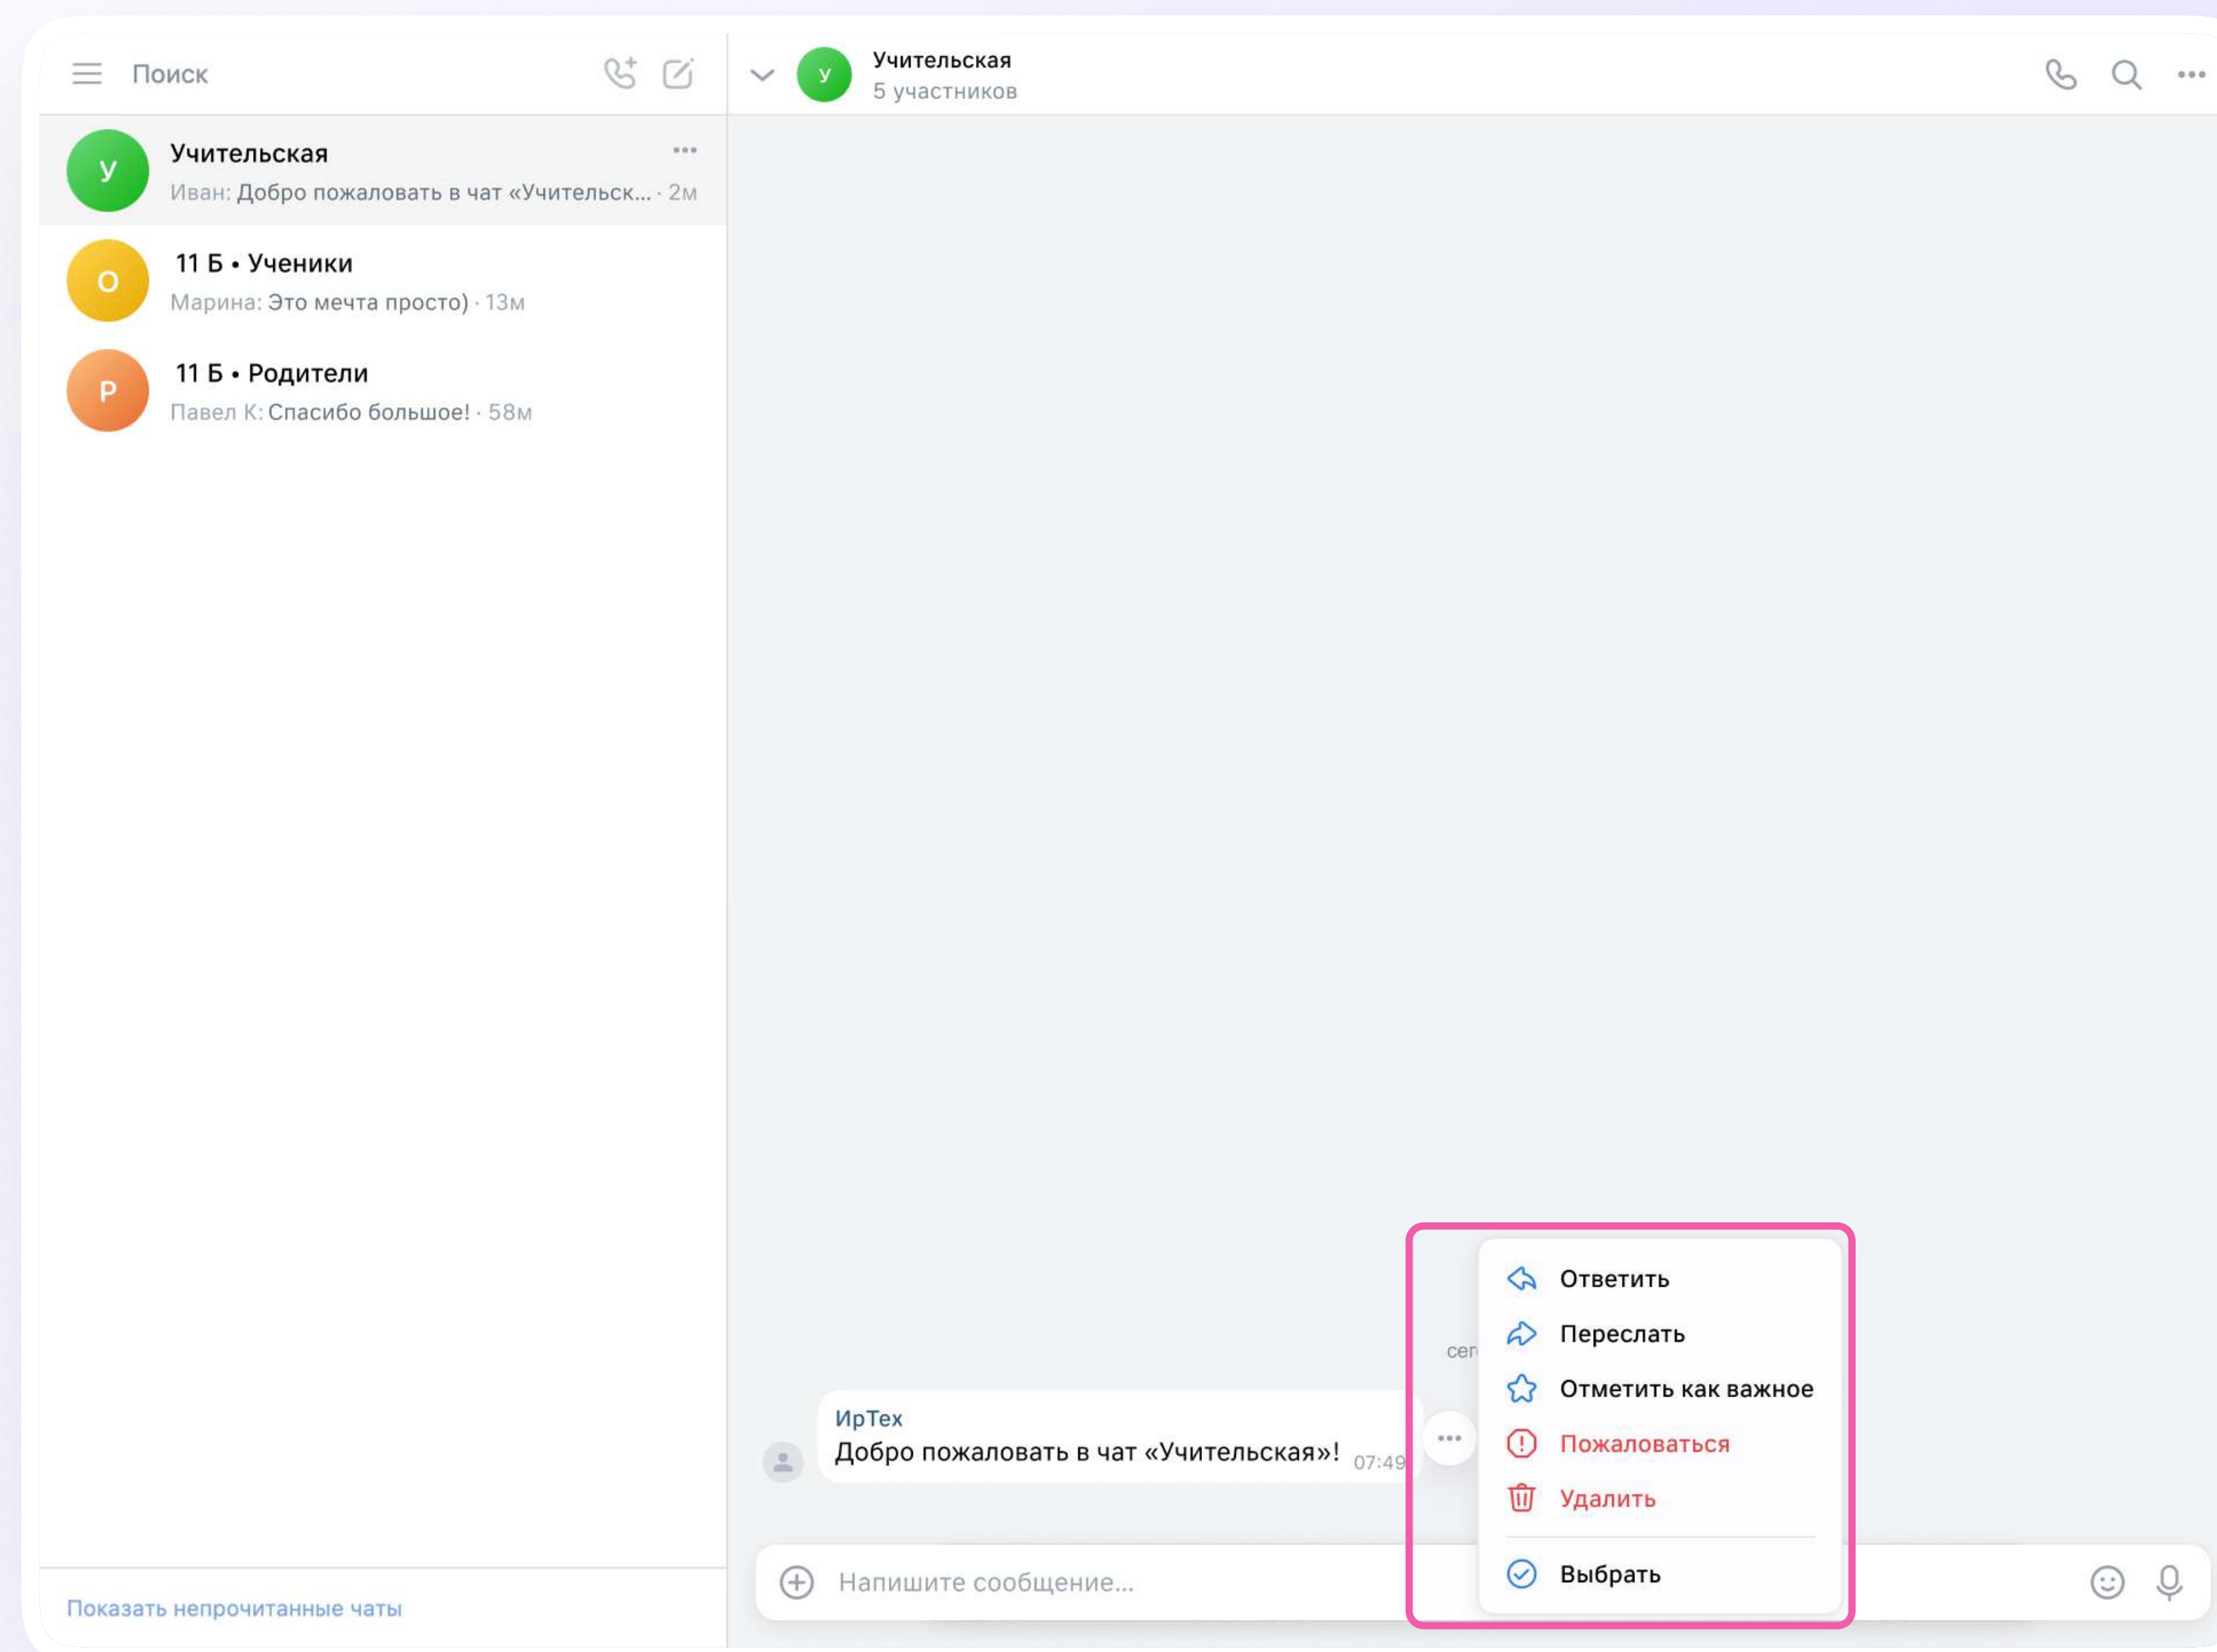 Поиск
Учительская
Иван: Добро пожаловать в чат «Учительск... · 2м
11 Б • Ученики
Марина: Это мечта просто) · 13м
11 Б • Родители
Павел К: Спасибо большое! · 58м
Показать непрочитанные чаты
Учительская
5 участников
ИрТех
Добро пожаловать в чат «Учительская»! 07:49
Ответить
Переслать
Отметить как важное
Пожаловаться
Удалить
Выбрать
Напишите сообщение...
У
О
Р
У